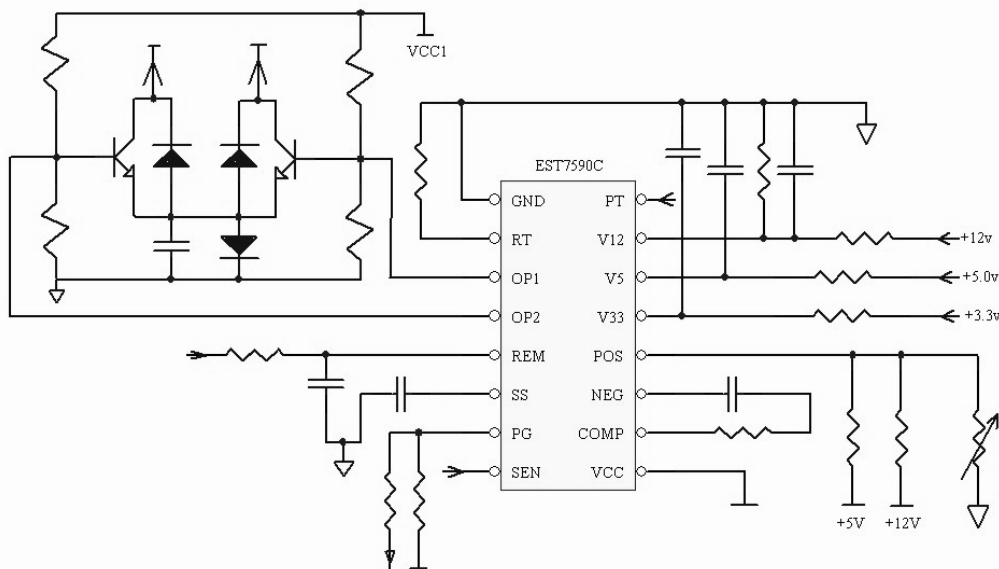 VCC1
EST7590C
GND PT
RT V12 +12v
OP1 V5 +5.0v
OP2 V33 +3.3v
REM POS
SS NEG
PG COMP
SEN VCC
+5V +12V